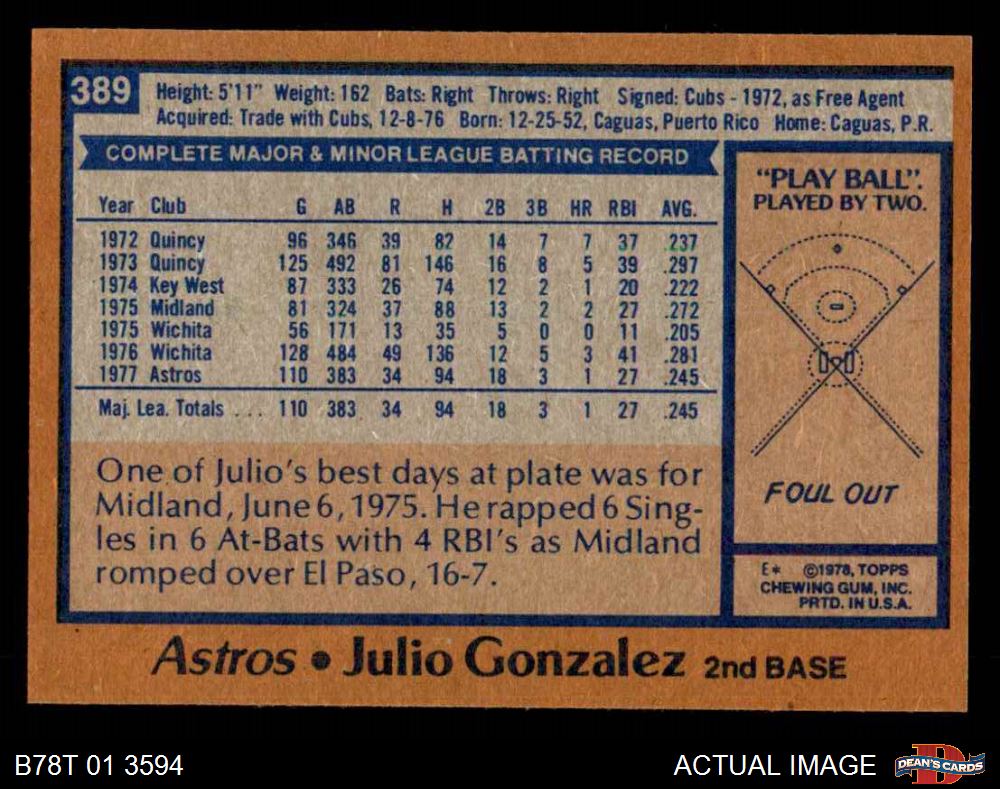 389
Height: 5'11" Weight: 162 Bats: Right Throws: Right Signed: Cubs - 1972, as Free Agent
Acquired: Trade with Cubs, 12-8-76 Born: 12-25-52, Caguas, Puerto Rico Home: Caguas, P.R.
COMPLETE MAJOR & MINOR LEAGUE BATTING RECORD
Year Club G AB R H 2B 3B HR RBI AVG.
1972 Quincy 96 346 39 82 14 7 7 37 .237
1973 Quincy 125 492 81 146 16 8 5 39 .297
1974 Key West 87 333 26 74 12 2 1 20 .222
1975 Midland 81 324 37 88 13 2 2 27 .272
1975 Wichita 56 171 13 35 5 0 0 11 .205
1976 Wichita 128 484 49 136 12 5 3 41 .281
1977 Astros 110 383 34 94 18 3 1 27 .245
Maj. Lea. Totals ... 110 383 34 94 18 3 1 27 .245
One of Julio's best days at plate was for
Midland, June 6, 1975. He rapped 6 Sing-
les in 6 At-Bats with 4 RBI's as Midland
romped over El Paso, 16-7.
"PLAY BALL".
PLAYED BY TWO.
FOUL OUT
E* ©1978, TOPPS
CHEWING GUM, INC.
PRTD. IN U.S.A.
Astros • Julio Gonzalez 2nd BASE
B78T 01 3594
ACTUAL IMAGE
DEAN'S CARDS